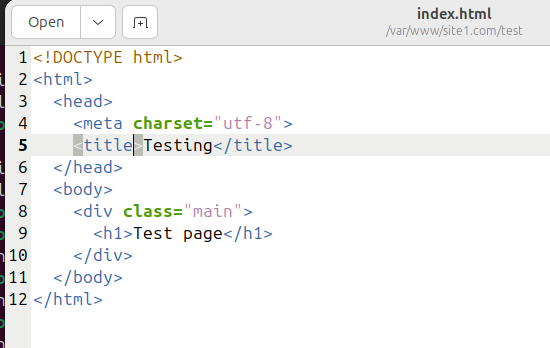 Open
index.html
/var/www/site1.com/test
1 <!DOCTYPE html>
2 <html>
3   <head>
4     <meta charset="utf-8">
5     <title>Testing</title>
6   </head>
7   <body>
8     <div class="main">
9       <h1>Test page</h1>
10     </div>
11   </body>
12 </html>